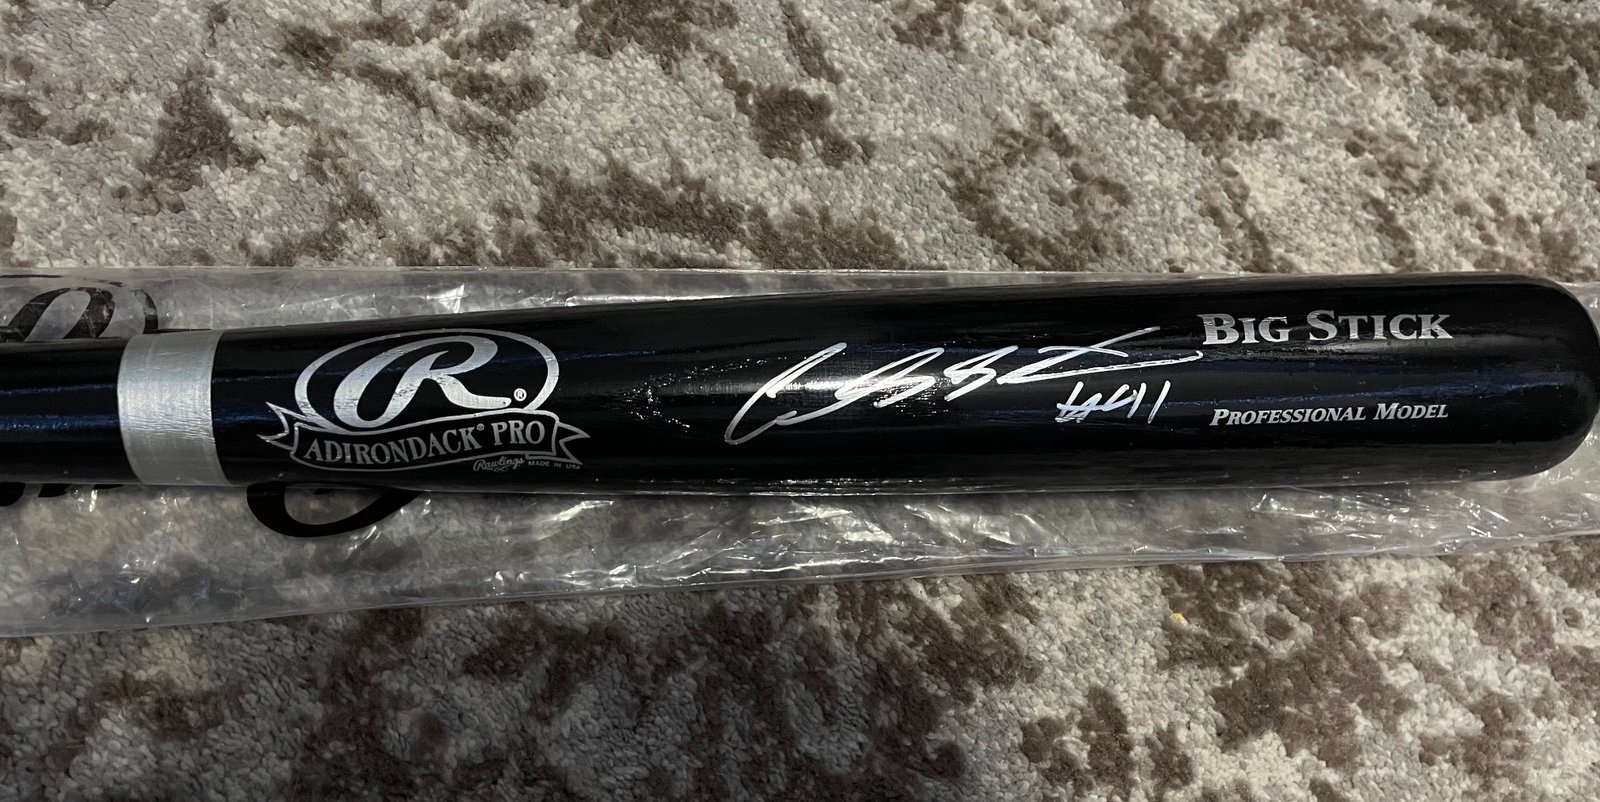 R®
ADIRONDACK® PRO
Rawlings MADE IN USA
#41
BIG STICK
PROFESSIONAL MODEL